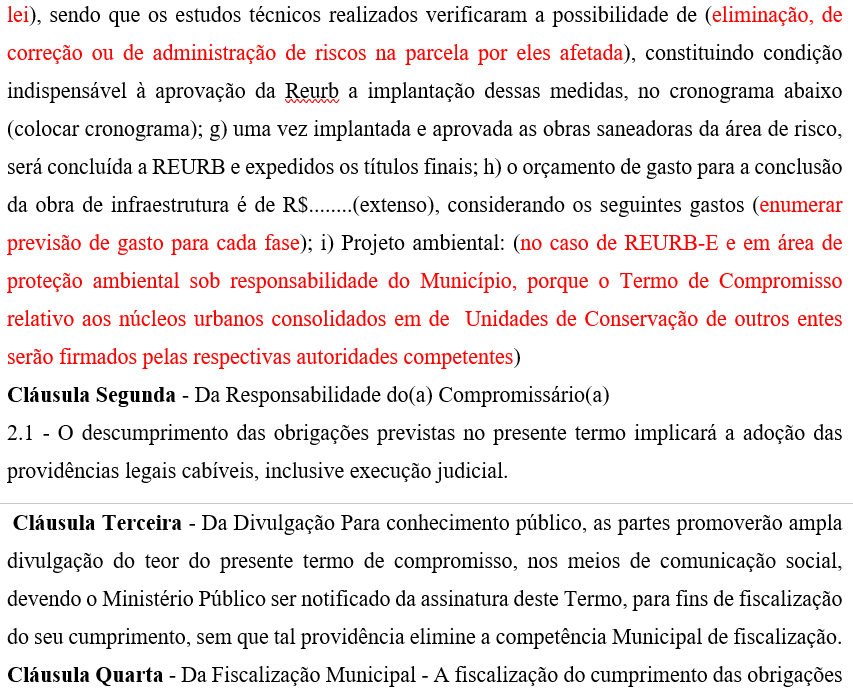 lei), sendo que os estudos técnicos realizados verificaram a possibilidade de (eliminação, de
correção ou de administração de riscos na parcela por eles afetada), constituindo condição
indispensável à aprovação da Reurb a implantação dessas medidas, no cronograma abaixo
(colocar cronograma); g) uma vez implantada e aprovada as obras saneadoras da área de risco,
será concluída a REURB e expedidos os títulos finais; h) o orçamento de gasto para a conclusão
da obra de infraestrutura é de R$........(extenso), considerando os seguintes gastos (enumerar
previsão de gasto para cada fase); i) Projeto ambiental: (no caso de REURB-E e em área de
proteção ambiental sob responsabilidade do Município, porque o Termo de Compromisso
relativo aos núcleos urbanos consolidados em de  Unidades de Conservação de outros entes
serão firmados pelas respectivas autoridades competentes)
Cláusula Segunda - Da Responsabilidade do(a) Compromissário(a)
2.1 - O descumprimento das obrigações previstas no presente termo implicará a adoção das
providências legais cabíveis, inclusive execução judicial.
Cláusula Terceira - Da Divulgação Para conhecimento público, as partes promoverão ampla
divulgação do teor do presente termo de compromisso, nos meios de comunicação social,
devendo o Ministério Público ser notificado da assinatura deste Termo, para fins de fiscalização
do seu cumprimento, sem que tal providência elimine a competência Municipal de fiscalização.
Cláusula Quarta - Da Fiscalização Municipal - A fiscalização do cumprimento das obrigações